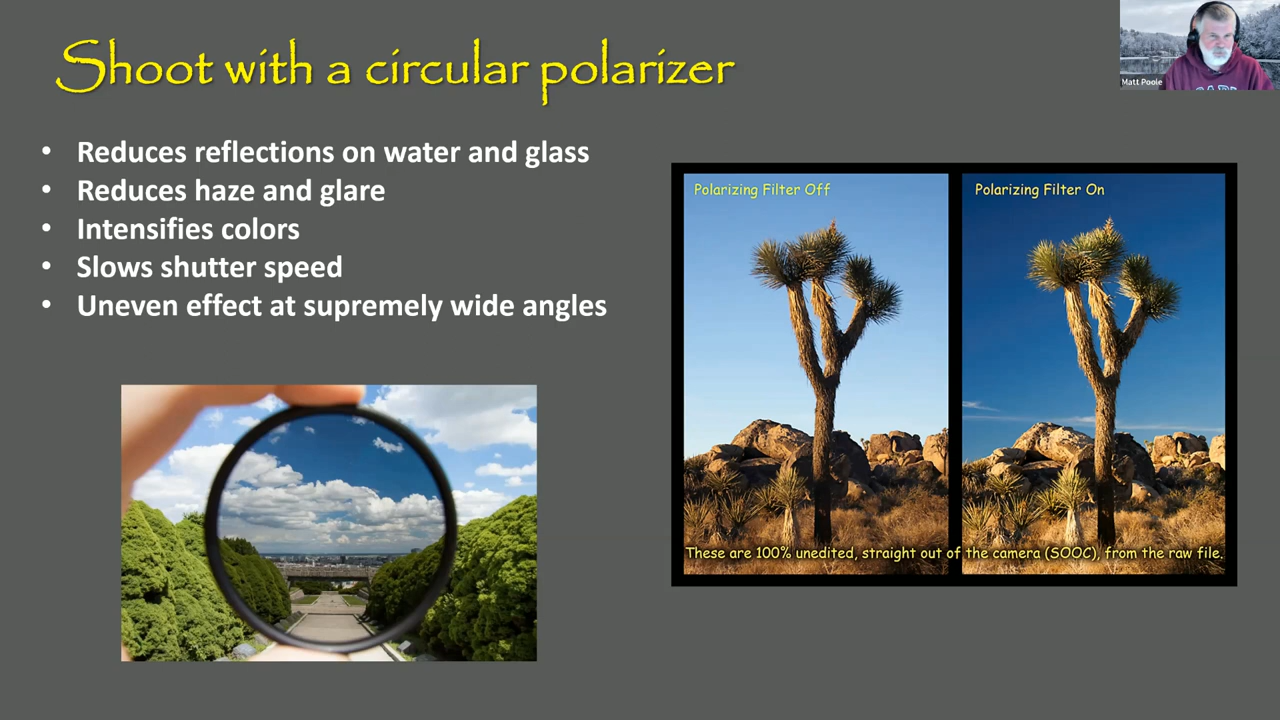 Shoot with a circular polarizer
Matt Poole
• Reduces reflections on water and glass
• Reduces haze and glare
• Intensifies colors
• Slows shutter speed
• Uneven effect at supremely wide angles
Polarizing Filter Off
Polarizing Filter On
These are 100% unedited, straight out of the camera (SOOC), from the raw file.